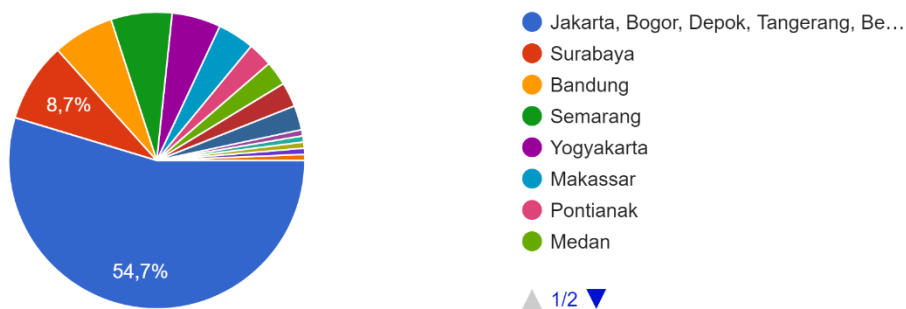 8,7%
54,7%
Jakarta, Bogor, Depok, Tangerang, Be…
Surabaya
Bandung
Semarang
Yogyakarta
Makassar
Pontianak
Medan
1/2